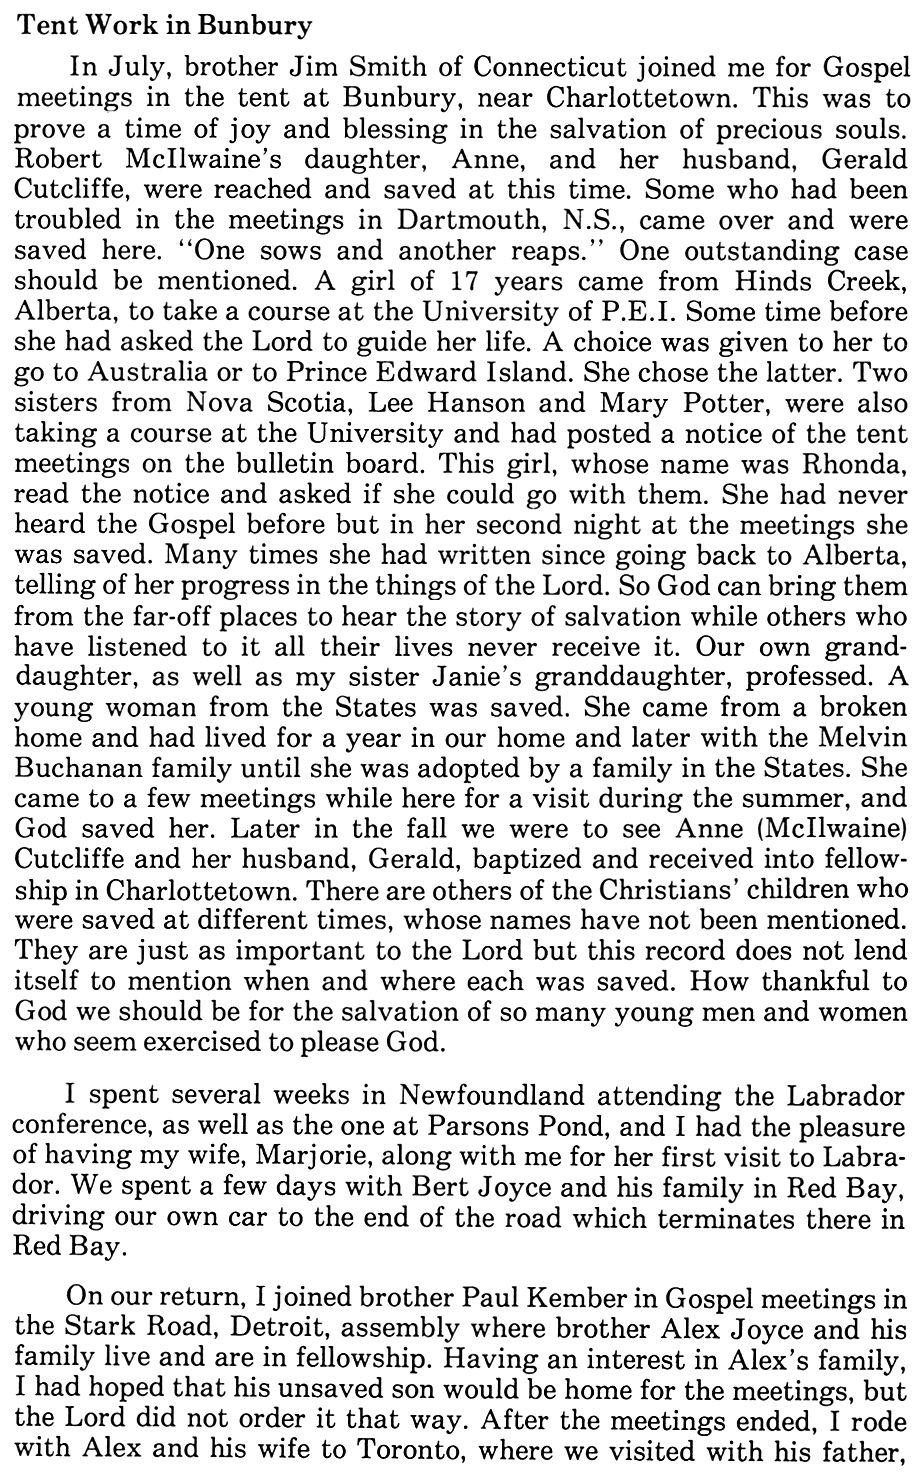 Tent Work in Bunbury
In July, brother Jim Smith of Connecticut joined me for Gospel
meetings in the tent at Bunbury, near Charlottetown. This was to
prove a time of joy and blessing in the salvation of precious souls.
Robert McIlwaine's daughter, Anne, and her husband, Gerald
Cutcliffe, were reached and saved at this time. Some who had been
troubled in the meetings in Dartmouth, N.S., came over and were
saved here. "One sows and another reaps." One outstanding case
should be mentioned. A girl of 17 years came from Hinds Creek,
Alberta, to take a course at the University of P.E.I. Some time before
she had asked the Lord to guide her life. A choice was given to her to
go to Australia or to Prince Edward Island. She chose the latter. Two
sisters from Nova Scotia, Lee Hanson and Mary Potter, were also
taking a course at the University and had posted a notice of the tent
meetings on the bulletin board. This girl, whose name was Rhonda,
read the notice and asked if she could go with them. She had never
heard the Gospel before but in her second night at the meetings she
was saved. Many times she had written since going back to Alberta,
telling of her progress in the things of the Lord. So God can bring them
from the far-off places to hear the story of salvation while others who
have listened to it all their lives never receive it. Our own grand-
daughter, as well as my sister Janie's granddaughter, professed. A
young woman from the States was saved. She came from a broken
home and had lived for a year in our home and later with the Melvin
Buchanan family until she was adopted by a family in the States. She
came to a few meetings while here for a visit during the summer, and
God saved her. Later in the fall we were to see Anne (McIlwaine)
Cutcliffe and her husband, Gerald, baptized and received into fellow-
ship in Charlottetown. There are others of the Christians' children who
were saved at different times, whose names have not been mentioned.
They are just as important to the Lord but this record does not lend
itself to mention when and where each was saved. How thankful to
God we should be for the salvation of so many young men and women
who seem exercised to please God.
I spent several weeks in Newfoundland attending the Labrador
conference, as well as the one at Parsons Pond, and I had the pleasure
of having my wife, Marjorie, along with me for her first visit to Labra-
dor. We spent a few days with Bert Joyce and his family in Red Bay,
driving our own car to the end of the road which terminates there in
Red Bay.
On our return, I joined brother Paul Kember in Gospel meetings in
the Stark Road, Detroit, assembly where brother Alex Joyce and his
family live and are in fellowship. Having an interest in Alex's family,
I had hoped that his unsaved son would be home for the meetings, but
the Lord did not order it that way. After the meetings ended, I rode
with Alex and his wife to Toronto, where we visited with his father,